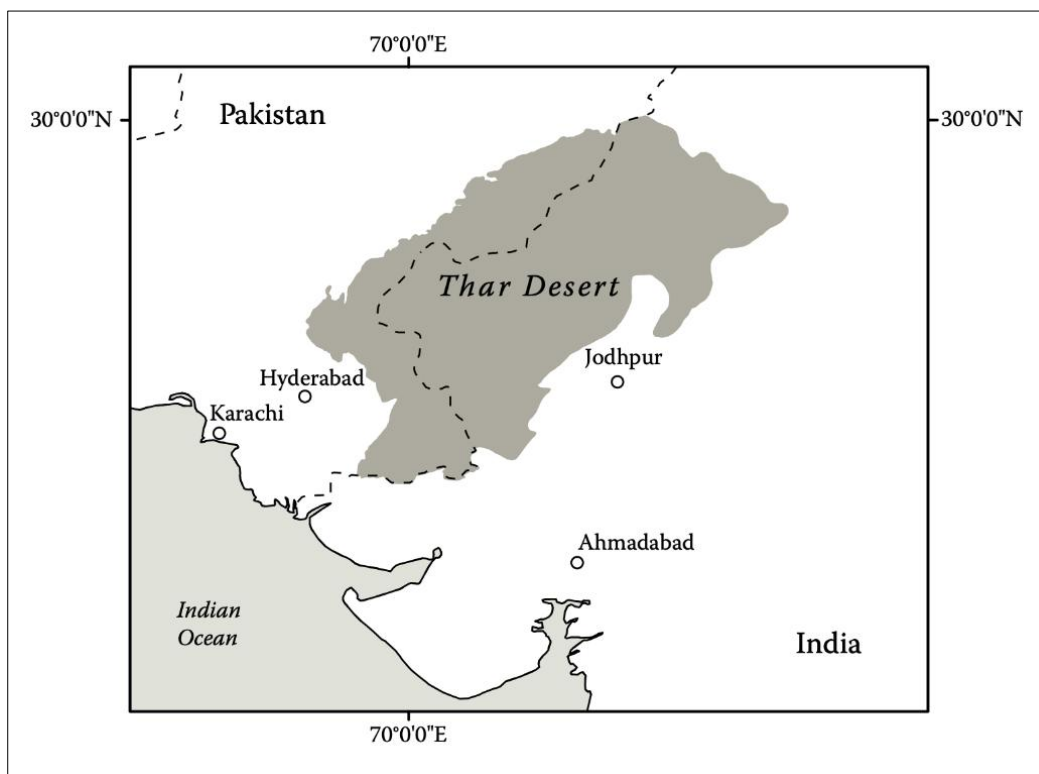 70°0'0"E
30°0'0"N
Pakistan
30°0'0"N
Thar Desert
Jodhpur
Hyderabad
Karachi
Ahmadabad
Indian
Ocean
India
70°0'0"E